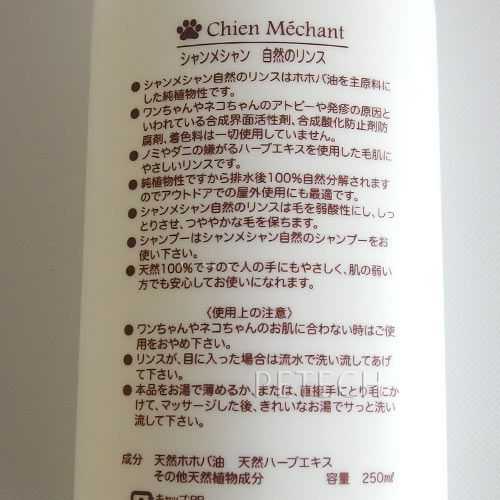 Chien Méchant
シャンメシャン 自然のリンス
●シャンメシャン自然のリンスはホホバ油を主原料に
した純植物性です。
●ワンちゃんやネコちゃんのアトピーや発疹の原因と
いわれている合成界面活性剤、合成酸化防止剤防
腐剤、着色料は一切使用していません。
●ノミやダニの嫌がるハーブエキスを使用した毛肌に
やさしいリンスです。
●純植物性ですから排水後100%自然分解されます
のでアウトドアでの屋外使用にも最適です。
●シャンメシャン自然のリンスは毛を弱酸性にし、しっ
とりさせ、つややかな毛を保ちます。
●シャンプーはシャンメシャン自然のシャンプーをお
使い下さい。
●天然100%ですので人の手にもやさしく、肌の弱い
方でも安心してお使いになれます。
〈使用上の注意〉
●ワンちゃんやネコちゃんのお肌に合わない時はご使
用をおやめ下さい。
●リンスが、目に入った場合は流水で洗い流してあげ
て下さい。
●本品をお湯で薄めるか、または、直接手にとり毛にか
けて、マッサージした後、きれいなお湯でサっと洗い
流して下さい。
PETECH
成分 天然ホホバ油 天然ハーブエキス
その他天然植物成分 容量 250ml
キャップ:PP